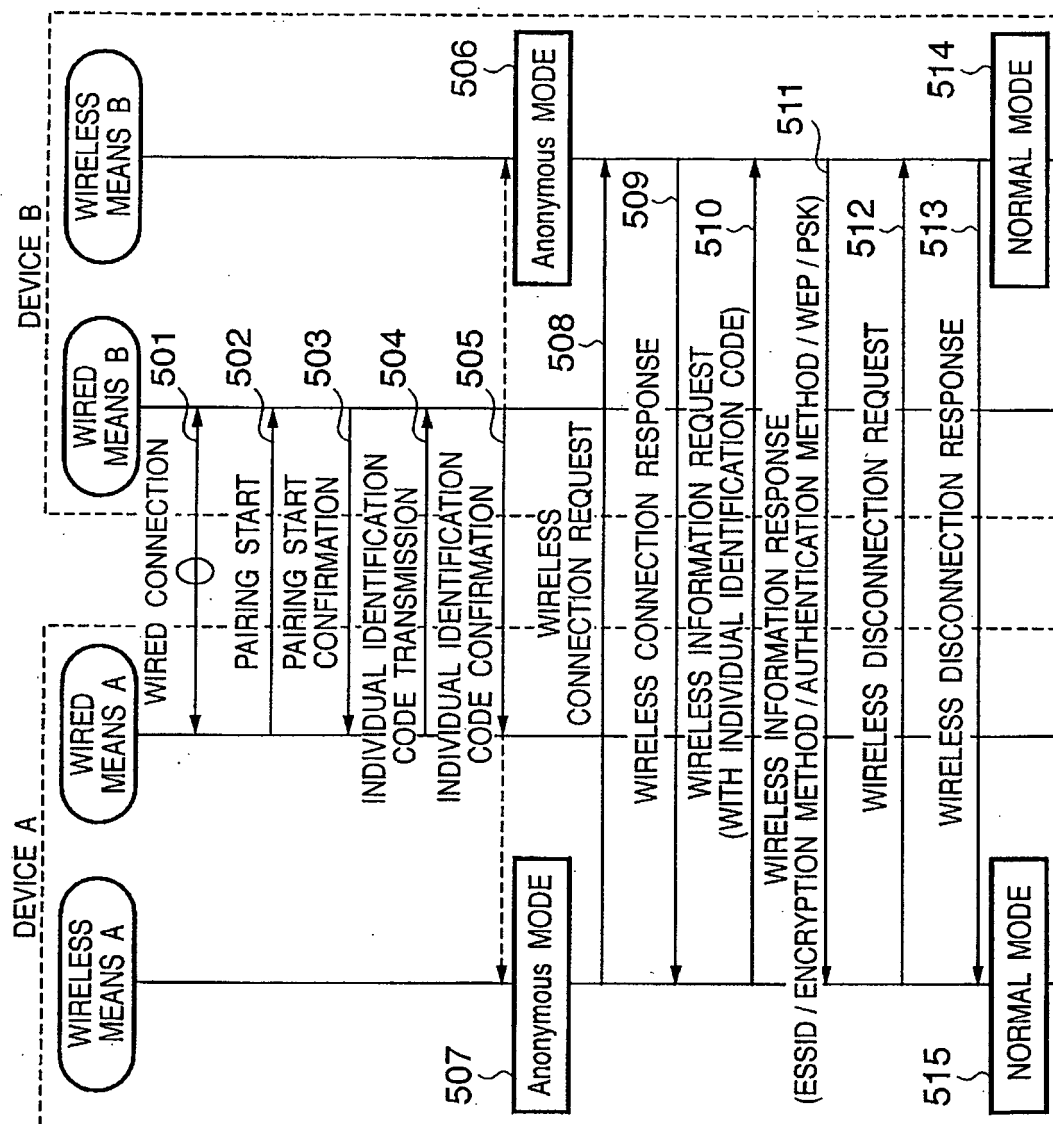 DEVICE A
DEVICE B
WIRELESS
MEANS A
WIRED
MEANS A
WIRED
MEANS B
WIRELESS
MEANS B
WIRED CONNECTION
501
PAIRING START
502
PAIRING START
CONFIRMATION
503
INDIVIDUAL IDENTIFICATION
CODE TRANSMISSION
504
INDIVIDUAL IDENTIFICATION
CODE CONFIRMATION
505
507
Anonymous MODE
506
Anonymous MODE
WIRELESS
CONNECTION REQUEST
508
WIRELESS CONNECTION RESPONSE
509
WIRELESS INFORMATION REQUEST
(WITH INDIVIDUAL IDENTIFICATION CODE)
510
WIRELESS INFORMATION RESPONSE
(ESSID / ENCRYPTION METHOD / AUTHENTICATION METHOD / WEP / PSK)
511
WIRELESS DISCONNECTION REQUEST
512
WIRELESS DISCONNECTION RESPONSE
513
515
NORMAL MODE
514
NORMAL MODE